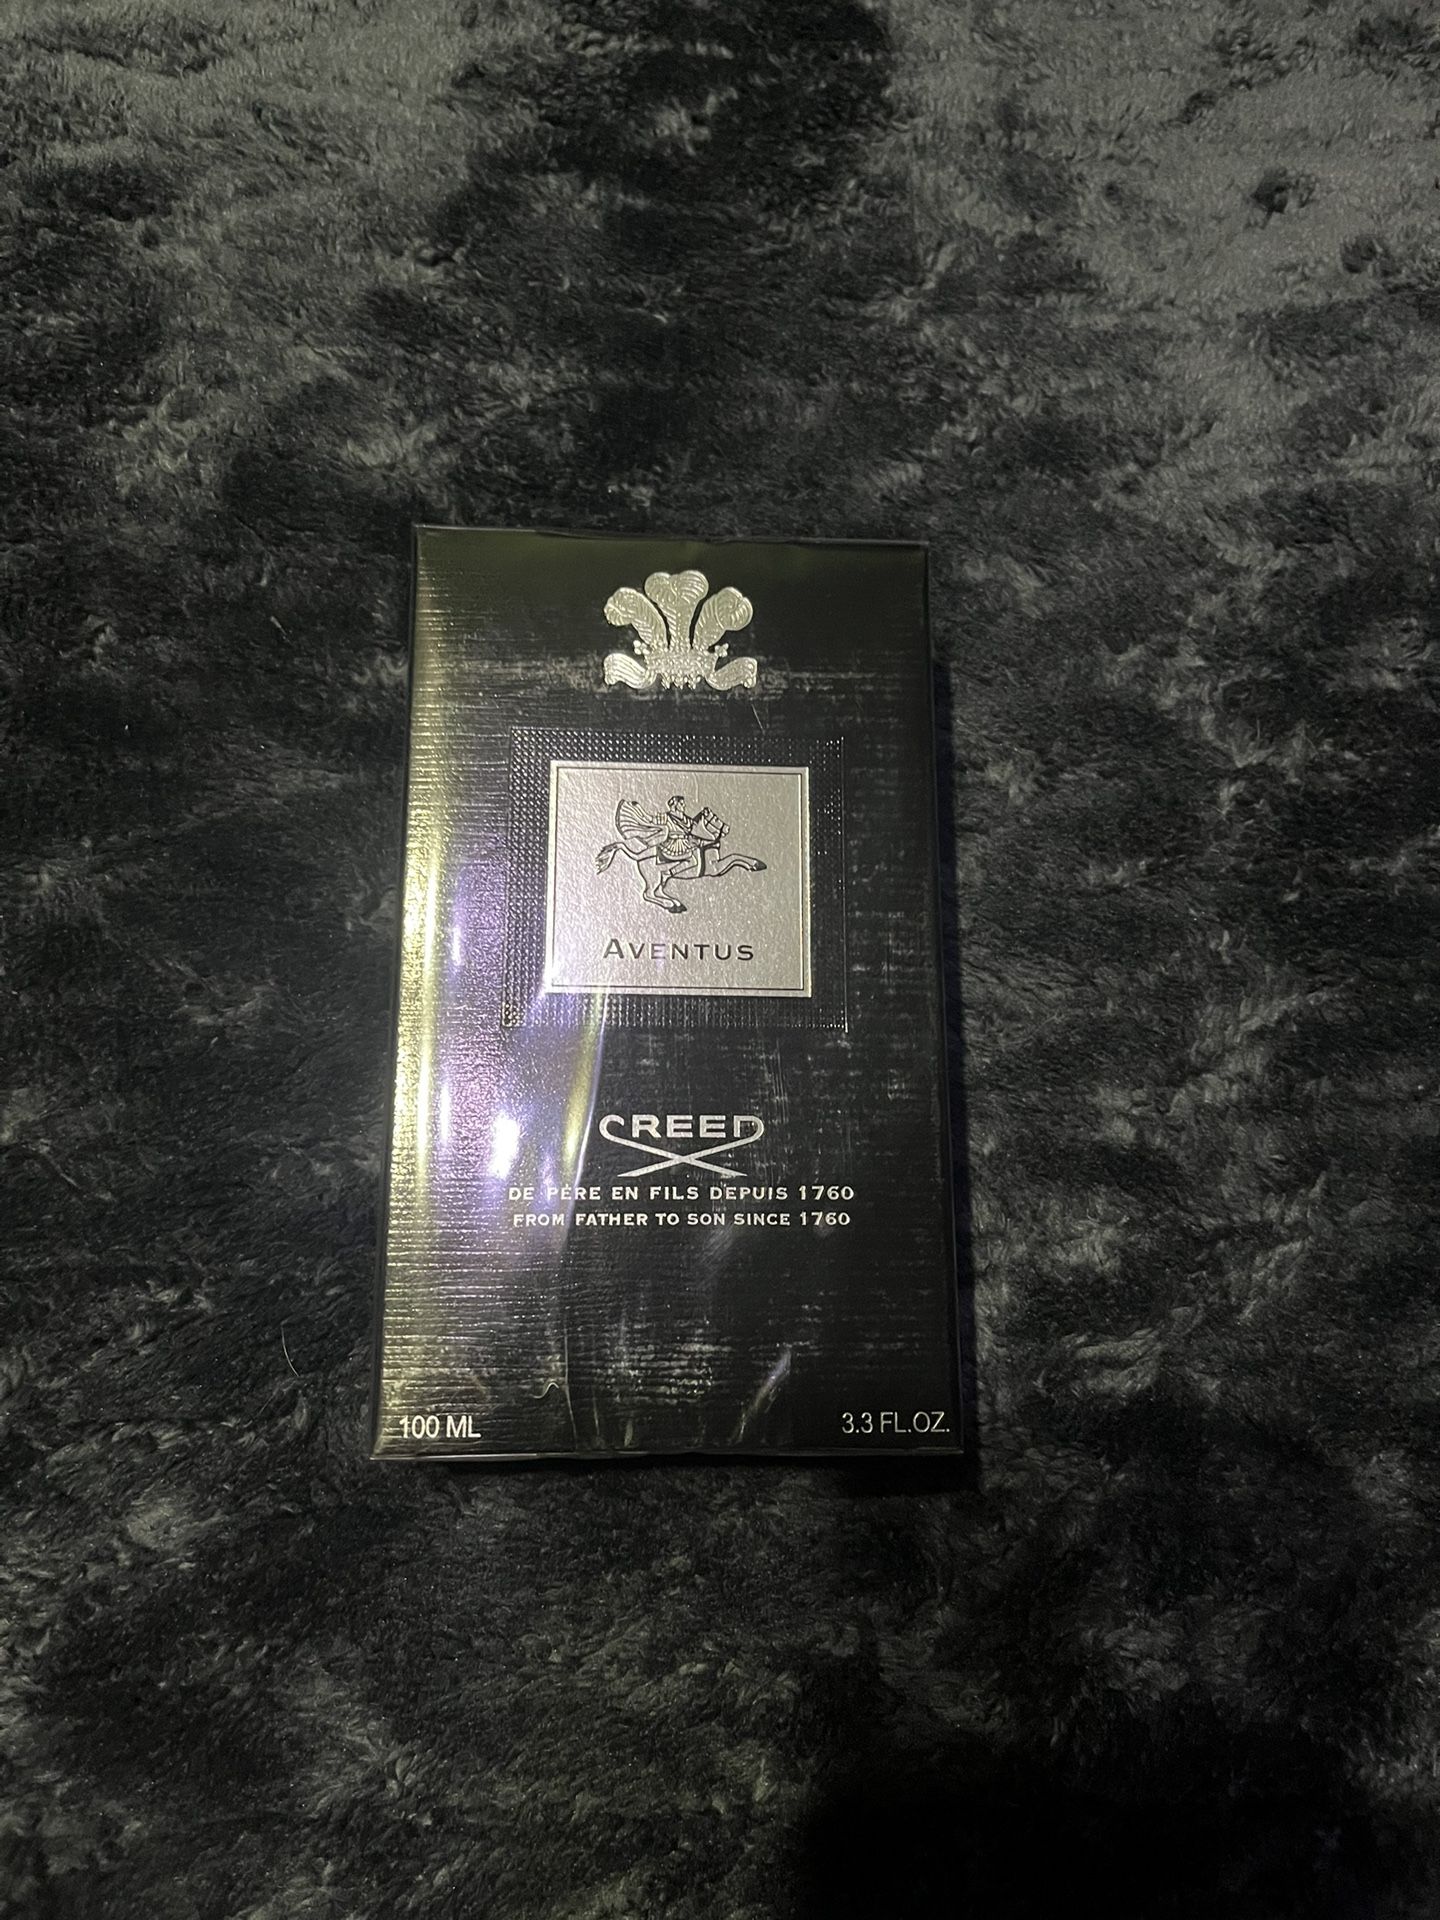 AVENTUS
CREED
DE PÈRE EN FILS DEPUIS 1760
FROM FATHER TO SON SINCE 1760
100 ML
3.3 FL.OZ.